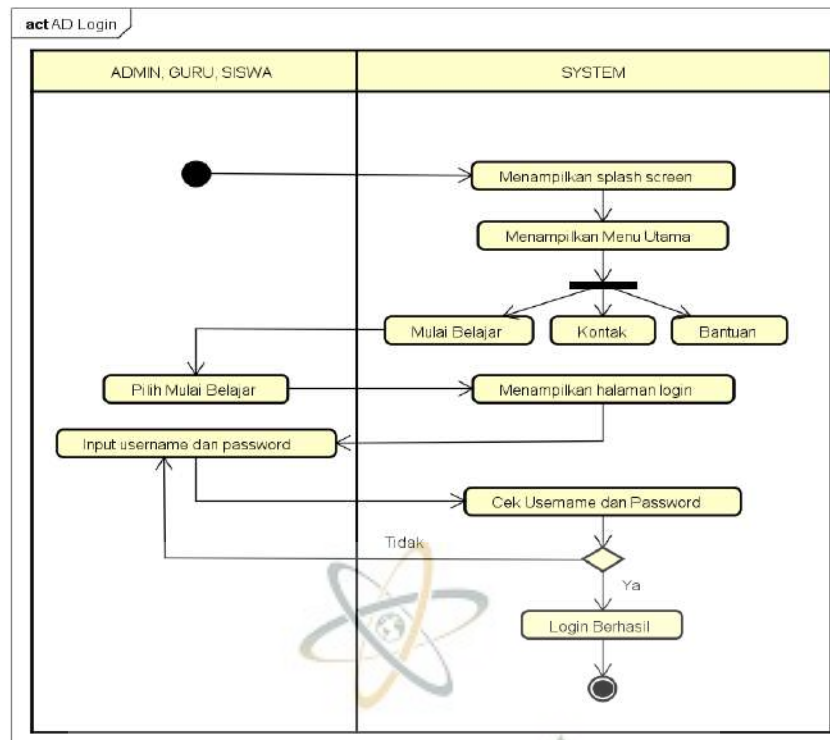 act AD Login
ADMIN, GURU, SISWA
SYSTEM
Menampilkan splash screen
Menampilkan Menu Utama
Mulai Belajar
Kontak
Bantuan
Pilih Mulai Belajar
Menampilkan halaman login
Input username dan password
Cek Username dan Password
Tidak
Ya
Login Berhasil